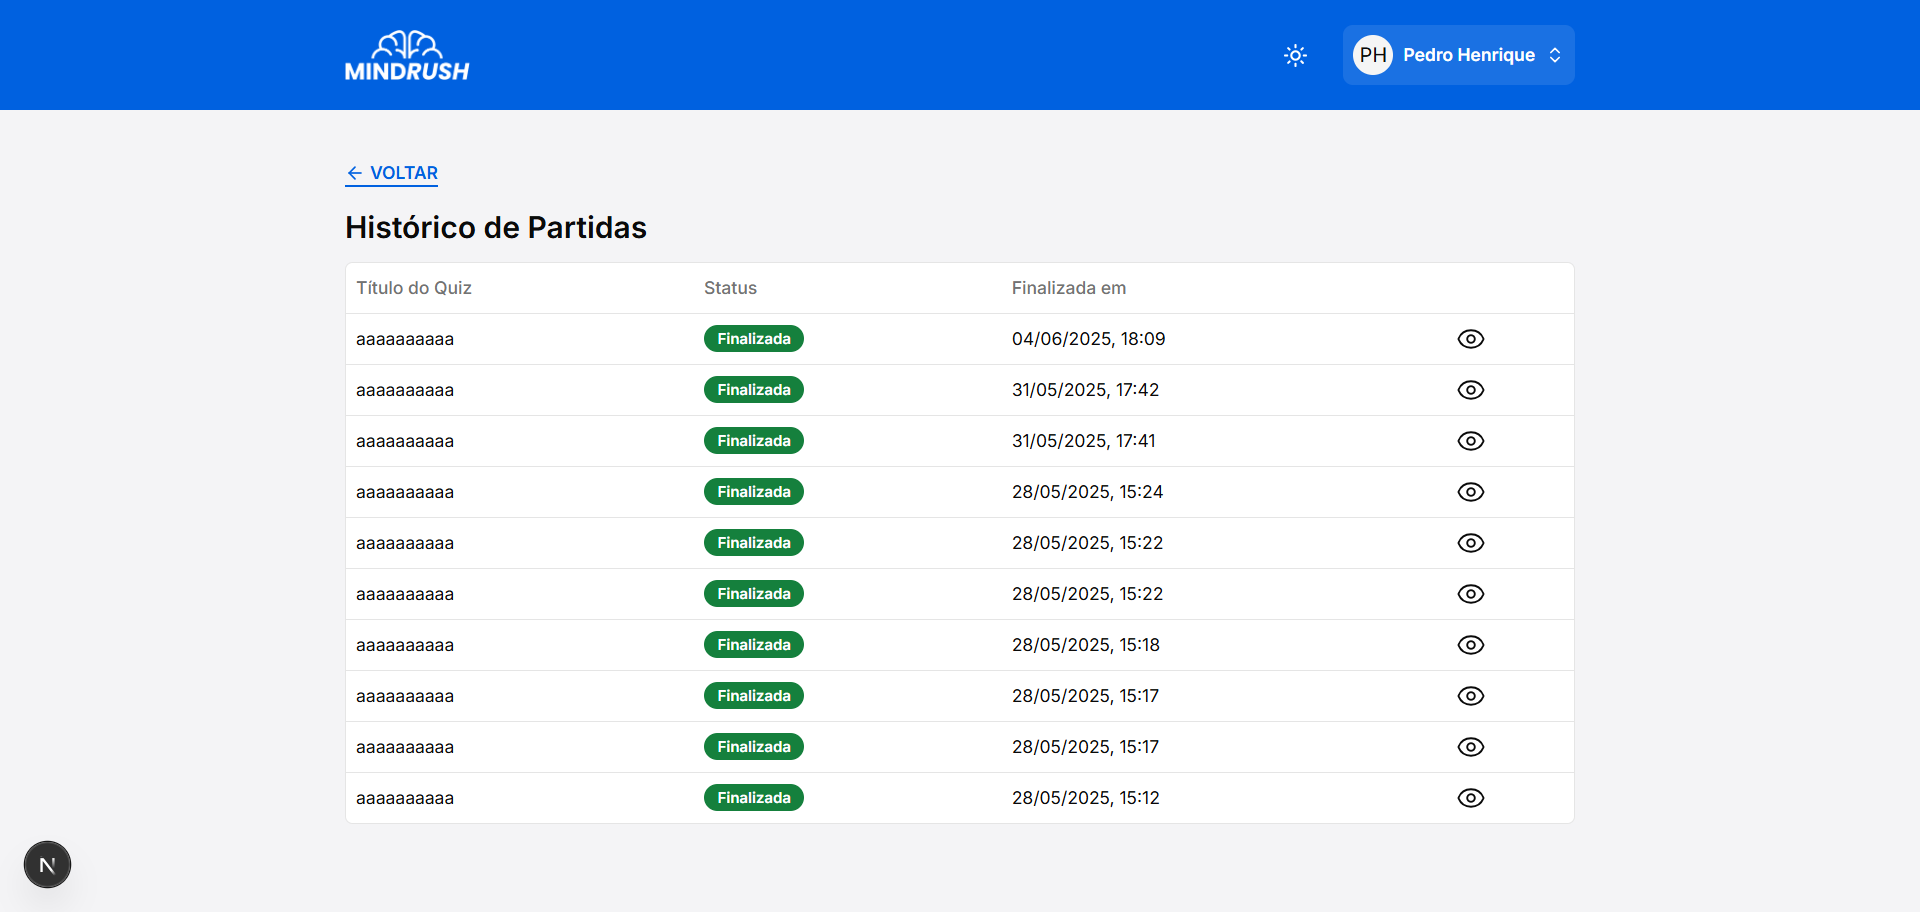 MINDRUSH
PH Pedro Henrique
VOLTAR
Histórico de Partidas
Título do Quiz Status Finalizada em
aaaaaaaaaa Finalizada 04/06/2025, 18:09
aaaaaaaaaa Finalizada 31/05/2025, 17:42
aaaaaaaaaa Finalizada 31/05/2025, 17:41
aaaaaaaaaa Finalizada 28/05/2025, 15:24
aaaaaaaaaa Finalizada 28/05/2025, 15:22
aaaaaaaaaa Finalizada 28/05/2025, 15:22
aaaaaaaaaa Finalizada 28/05/2025, 15:18
aaaaaaaaaa Finalizada 28/05/2025, 15:17
aaaaaaaaaa Finalizada 28/05/2025, 15:17
aaaaaaaaaa Finalizada 28/05/2025, 15:12
N